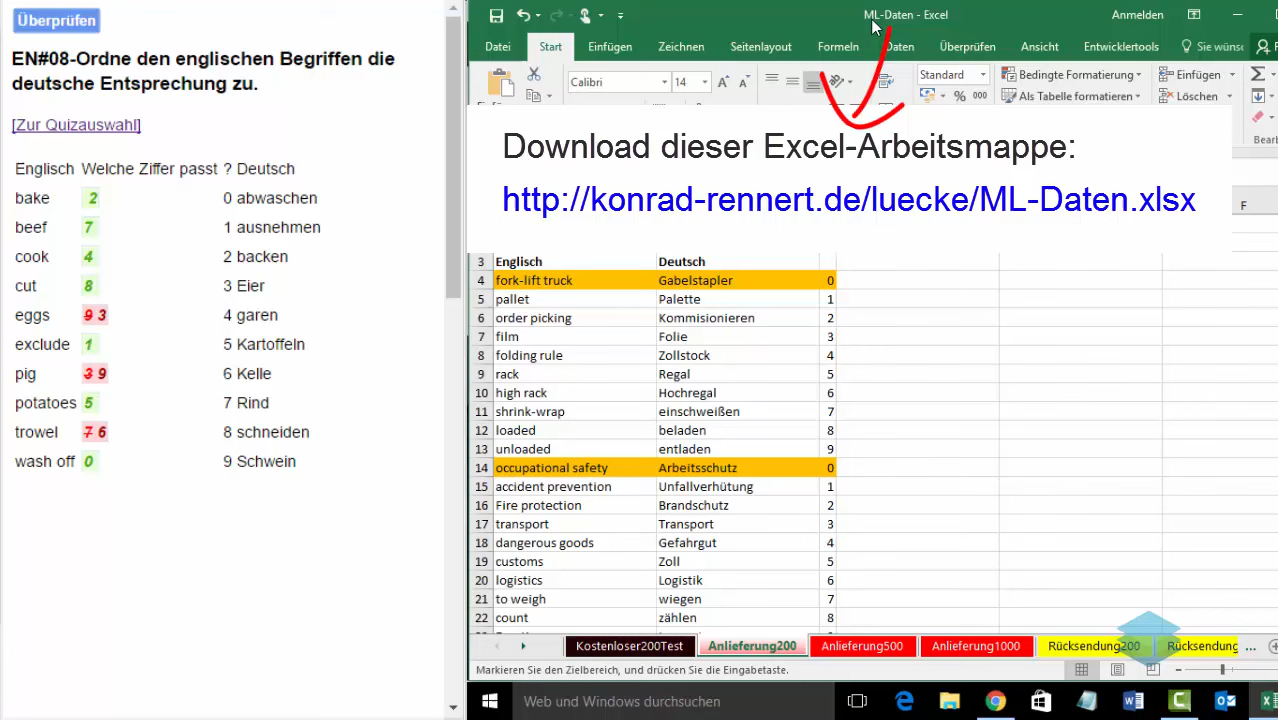 Überprüfen
EN#08-Ordne den englischen Begriffen die
deutsche Entsprechung zu.
[Zur Quizauswahl]
Englisch Welche Ziffer passt ? Deutsch
bake 2 0 abwaschen
beef 7 1 ausnehmen
cook 4 2 backen
cut 8 3 Eier
eggs 9 3 4 garen
exclude 1 5 Kartoffeln
pig 3 9 6 Kelle
potatoes 5 7 Rind
trowel 7 6 8 schneiden
wash off 0 9 Schwein
ML-Daten - Excel
Anmelden
Datei Start Einfügen Zeichnen Seitenlayout Formeln Daten Überprüfen Ansicht Entwicklertools Sie wünsc
Calibri 14 A A Standard Bedingte Formatierung Einfügen
% 000 Als Tabelle formatieren Löschen
Bearl
Download dieser Excel-Arbeitsmappe:
http://konrad-rennert.de/luecke/ML-Daten.xlsx
F
3 Englisch Deutsch
4 fork-lift truck Gabelstapler 0
5 pallet Palette 1
6 order picking Kommisionieren 2
7 film Folie 3
8 folding rule Zollstock 4
9 rack Regal 5
10 high rack Hochregal 6
11 shrink-wrap einschweißen 7
12 loaded beladen 8
13 unloaded entladen 9
14 occupational safety Arbeitsschutz 0
15 accident prevention Unfallverhütung 1
16 Fire protection Brandschutz 2
17 transport Transport 3
18 dangerous goods Gefahrgut 4
19 customs Zoll 5
20 logistics Logistik 6
21 to weigh wiegen 7
22 count zählen 8
Kostenloser200Test Anlieferung200 Anlieferung500 Anlieferung1000 Rücksendung200 Rücksendung ...
Markieren Sie den Zielbereich, und drücken Sie die Eingabetaste.
Web und Windows durchsuchen